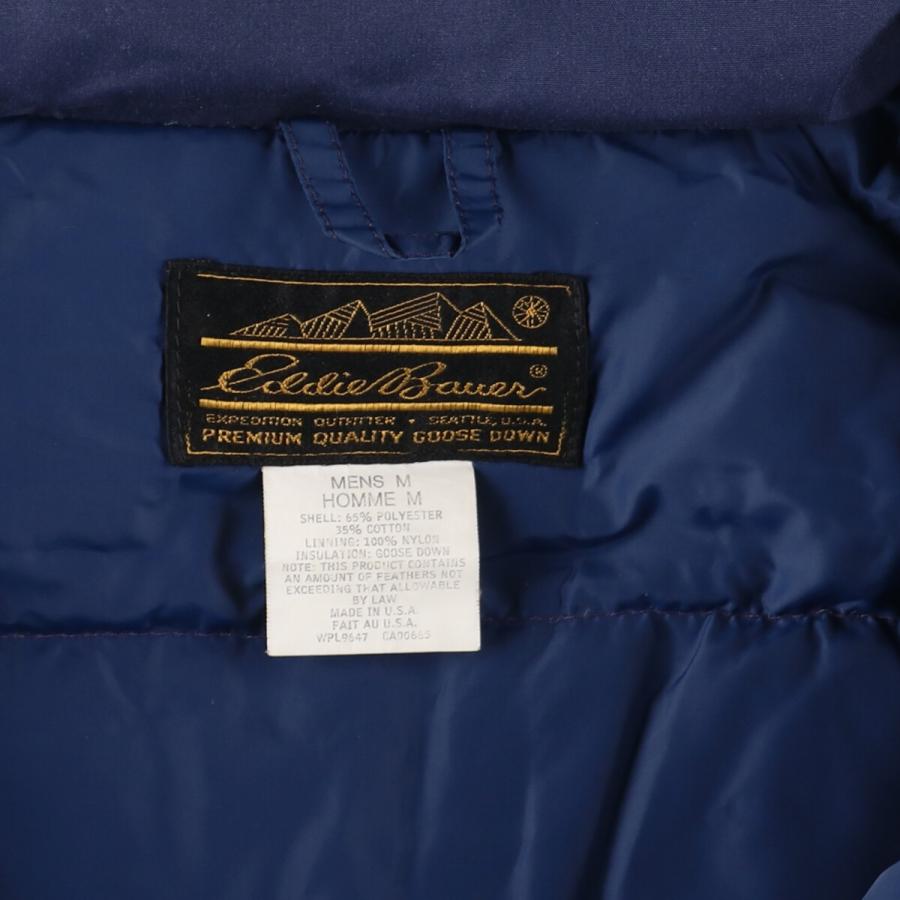 Eddie Bauer ®
EXPEDITION OUTFITTER • SEATTLE, U.S.A.
PREMIUM QUALITY GOOSE DOWN
MENS M
HOMME M
SHELL: 65% POLYESTER
35% COTTON
LINNING: 100% NYLON
INSULATION: GOOSE DOWN
NOTE: THIS PRODUCT CONTAINS
AN AMOUNT OF FEATHERS NOT
EXCEEDING THAT ALLOWABLE
BY LAW
MADE IN U.S.A.
FAIT AU U.S.A.
WPL9647 CA00665